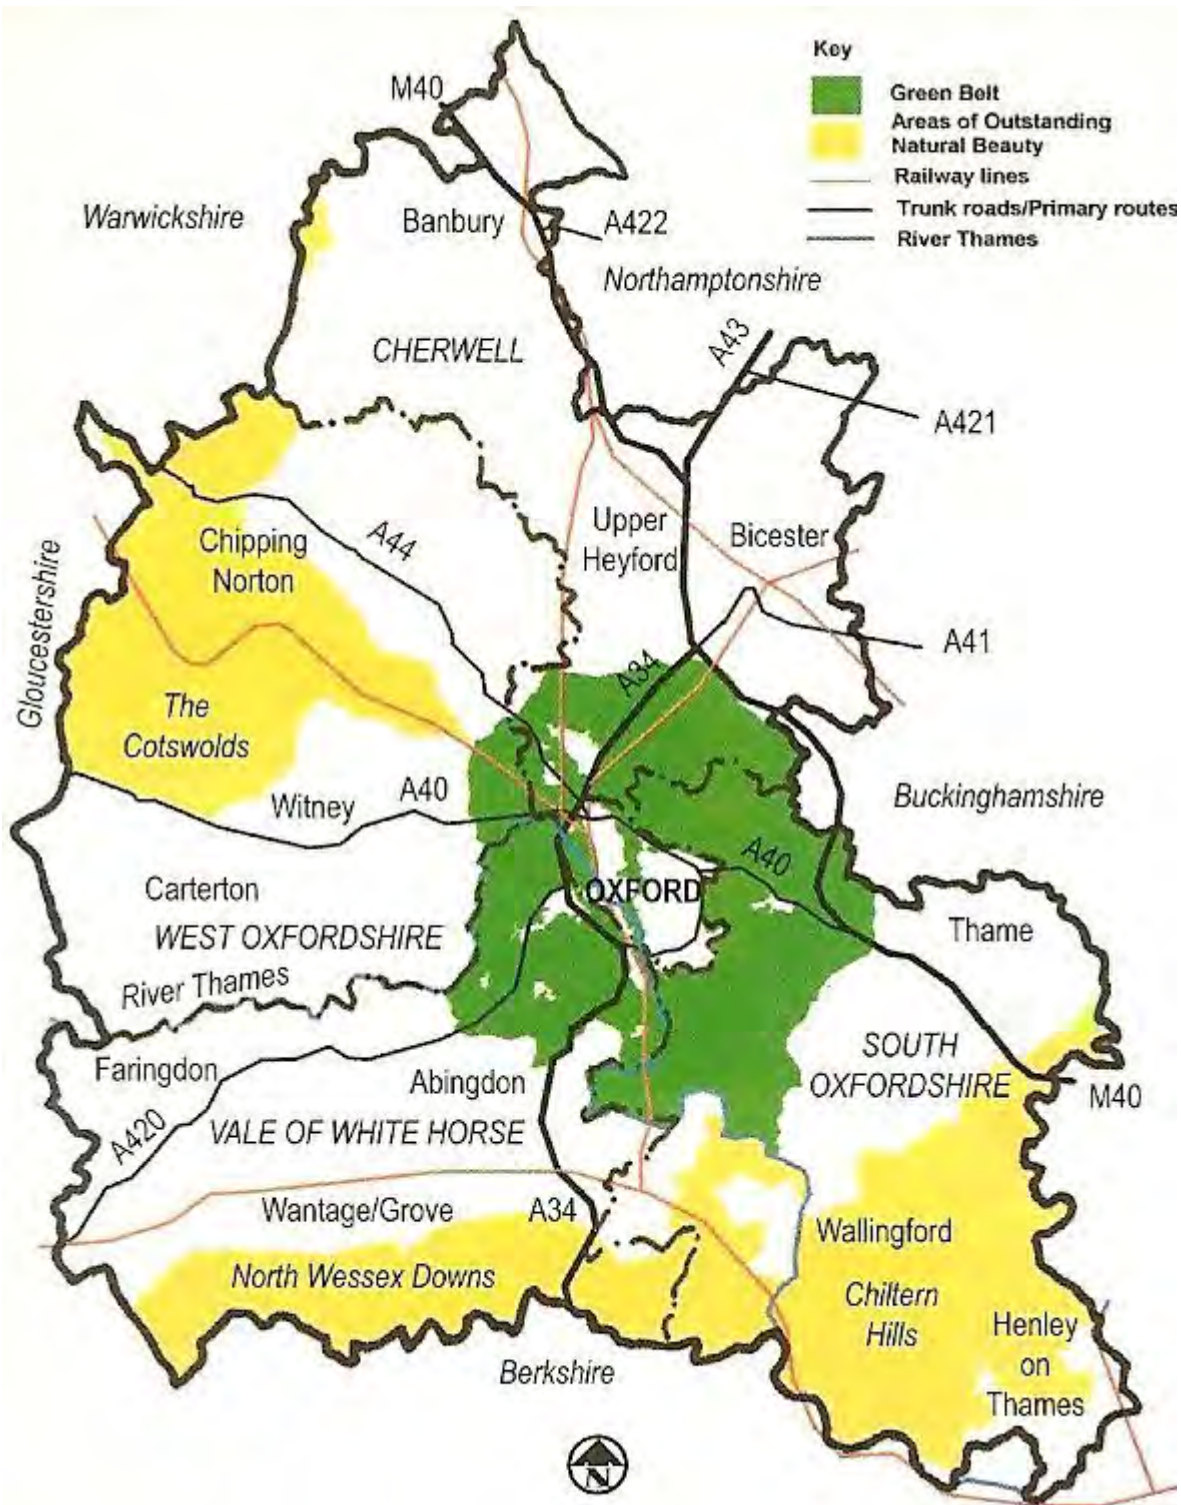 Key
Green Belt
Areas of Outstanding
Natural Beauty
Railway lines
Trunk roads/Primary routes
River Thames
M40
Warwickshire
Banbury
A422
Northamptonshire
CHERWELL
A43
A421
Upper
Heyford
Bicester
A44
Chipping
Norton
Gloucestershire
A41
A34
The
Cotswolds
Witney
A40
Buckinghamshire
A40
OXFORD
Carterton
WEST OXFORDSHIRE
Thame
River Thames
Faringdon
Abingdon
SOUTH
OXFORDSHIRE
M40
A420
VALE OF WHITE HORSE
Wantage/Grove
A34
Wallingford
North Wessex Downs
Chiltern
Hills
Henley
on
Thames
Berkshire
N